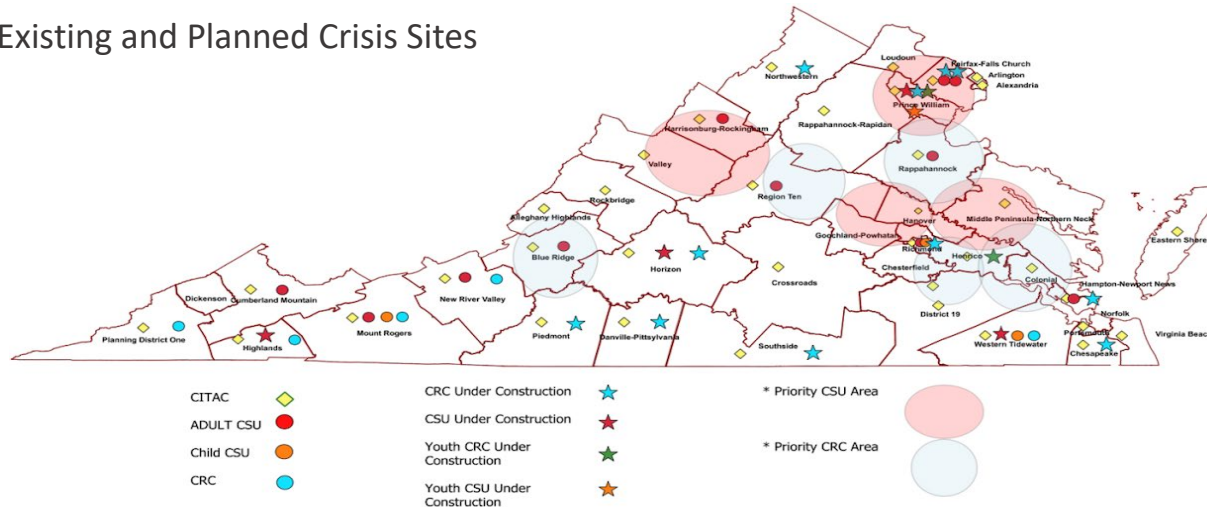 Existing and Planned Crisis Sites
Loudoun
Fairfax-Falls Church
Northwestern
Arlington
Alexandria
Prince William
Rappahannock-Rapidan
Harrisonburg-Rockingham
Valley
Rappahannock
Region Ten
Rockbridge
Alleghany Highlands
Hanover
Middle Peninsula-Northern Neck
Goochland-Powhatan
Eastern Shore
Richmond
Henrico
Blue Ridge
Horizon
Chesterfield
Colonial
Crossroads
Hampton-Newport News
New River Valley
Dickenson
Cumberland Mountain
District 19
Norfolk
Mount Rogers
Planning District One
Highlands
Piedmont
Danville-Pittsylvania
Southside
Western Tidewater
Portsmouth
Virginia Beach
Chesapeake
CITAC
ADULT CSU
Child CSU
CRC
CRC Under Construction
CSU Under Construction
Youth CRC Under
Construction
Youth CSU Under
Construction
* Priority CSU Area
* Priority CRC Area